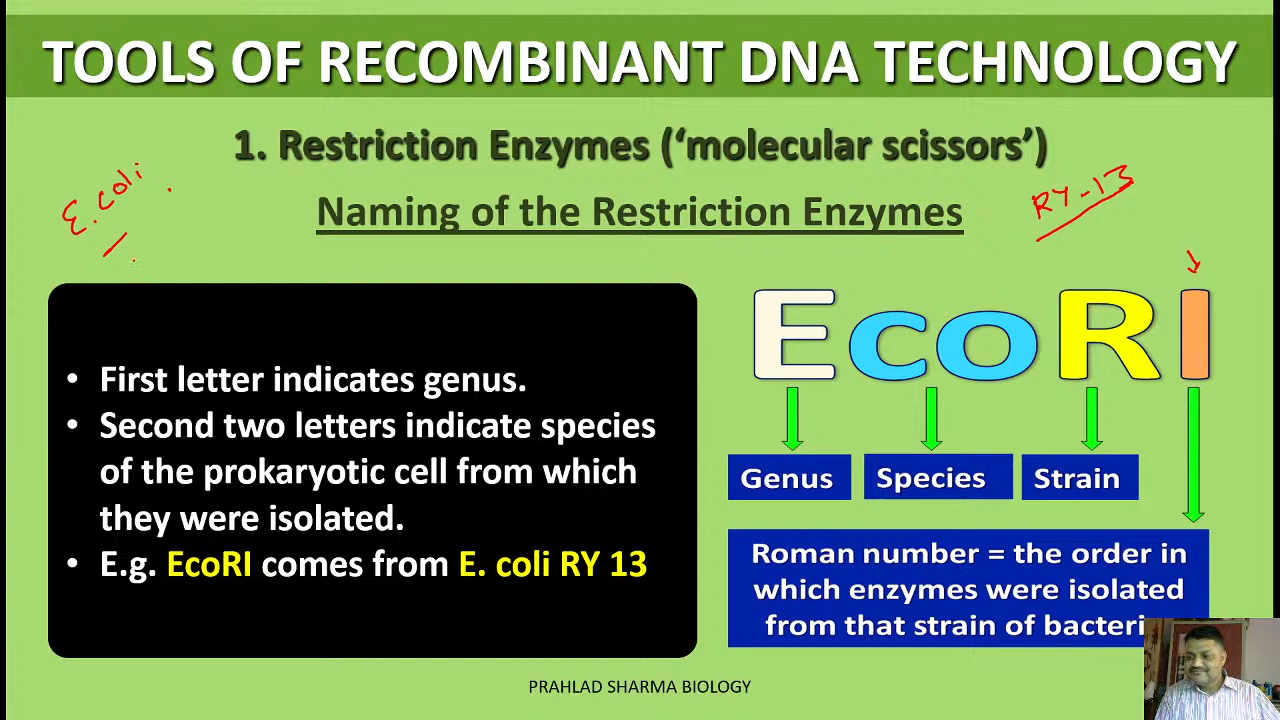 TOOLS OF RECOMBINANT DNA TECHNOLOGY
1. Restriction Enzymes (‘molecular scissors’)
Naming of the Restriction Enzymes
E. coli
RY-13
• First letter indicates genus.
• Second two letters indicate species
of the prokaryotic cell from which
they were isolated.
• E.g. EcoRI comes from E. coli RY 13
EcoRI
Genus
Species
Strain
Roman number = the order in
which enzymes were isolated
from that strain of bacteri
PRAHLAD SHARMA BIOLOGY